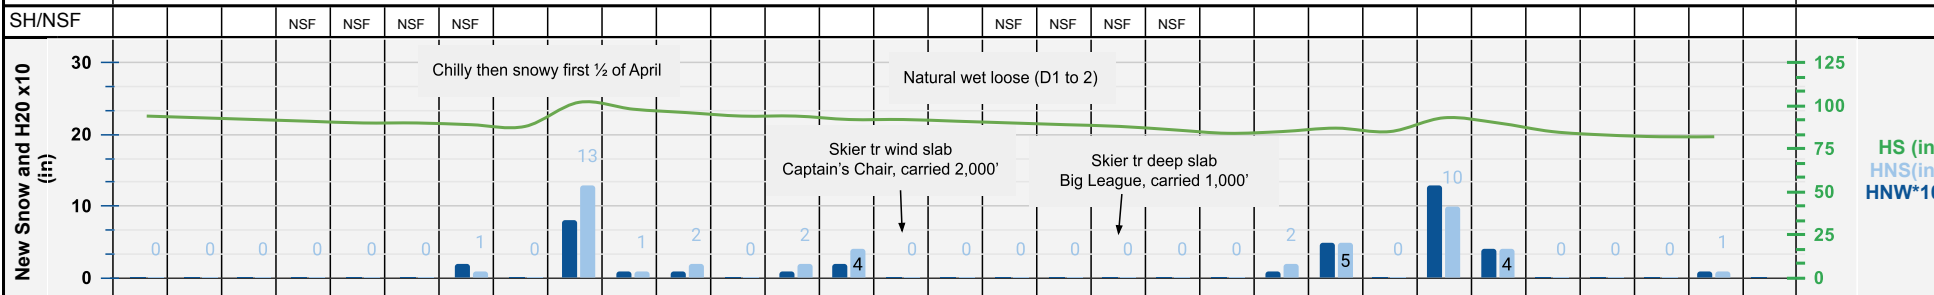 SH/NSF NSF NSF NSF NSF NSF NSF NSF NSF
New Snow and H20 x10
(in)
30
20
10
0
Chilly then snowy first ½ of April
Natural wet loose (D1 to 2)
Skier tr wind slab
Captain's Chair, carried 2,000'
Skier tr deep slab
Big League, carried 1,000'
0 0 0 0 0 0 1 0 13 1 2 0 2 4 0 0 0 0 0 0 0 2 5 0 10 4 0 0 0 1
125
100
75
50
25
0
HS (in
HNS(in
HNW*10